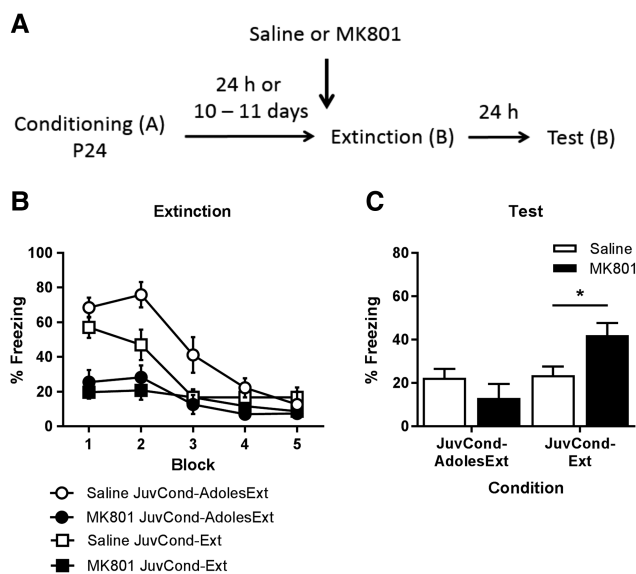 A
Saline or MK801
24 h or
10 – 11 days
24 h
Conditioning (A)
P24
Extinction (B)
Test (B)
B
Extinction
% Freezing
100
80
60
40
20
0
1 2 3 4 5
Block
Saline JuvCond-AdolesExt
MK801 JuvCond-AdolesExt
Saline JuvCond-Ext
MK801 JuvCond-Ext
C
Test
Saline
MK801
*
% Freezing
80
60
40
20
0
JuvCond-
AdolesExt
JuvCond-
Ext
Condition